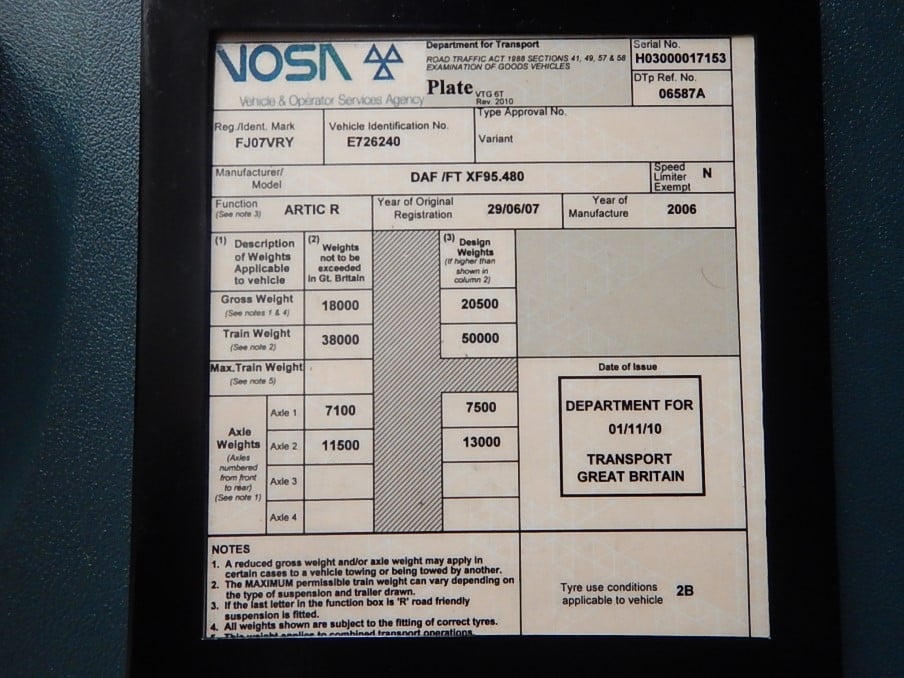 VOSA
Vehicle & Operator Services Agency
Department for Transport
ROAD TRAFFIC ACT 1988 SECTIONS 41, 49, 57 & 58
EXAMINATION OF GOODS VEHICLES
Plate VTG 6T
Rev. 2010
Serial No.
H03000017153
DTp Ref. No.
06587A
Reg./Ident. Mark
FJ07VRY
Vehicle Identification No.
E726240
Type Approval No.
Variant
Manufacturer/
Model
DAF /FT XF95.480
Speed
Limiter
Exempt
N
Function
(See note 3)
ARTIC R
Year of Original
Registration
29/06/07
Year of
Manufacture
2006
(1) Description
of Weights
Applicable
to vehicle
(2) Weights
not to be
exceeded
in Gt. Britain
(3) Design
Weights
(If higher than
shown in
column 2)
Gross Weight
(See notes 1 & 4)
18000
20500
Train Weight
(See note 2)
38000
50000
Max.Train Weight
(See note 5)
Axle
Weights
(Axles
numbered
from front
to rear)
(See note 1)
Axle 1
7100
7500
Axle 2
11500
13000
Axle 3
Axle 4
Date of Issue
DEPARTMENT FOR
01/11/10
TRANSPORT
GREAT BRITAIN
NOTES
1. A reduced gross weight and/or axle weight may apply in
certain cases to a vehicle towing or being towed by another.
2. The MAXIMUM permissible train weight can vary depending on
the type of suspension and trailer drawn.
3. If the last letter in the function box is 'R' road friendly
suspension is fitted.
4. All weights shown are subject to the fitting of correct tyres.
5. This weight applies to combined transport operations.
Tyre use conditions
applicable to vehicle
2B